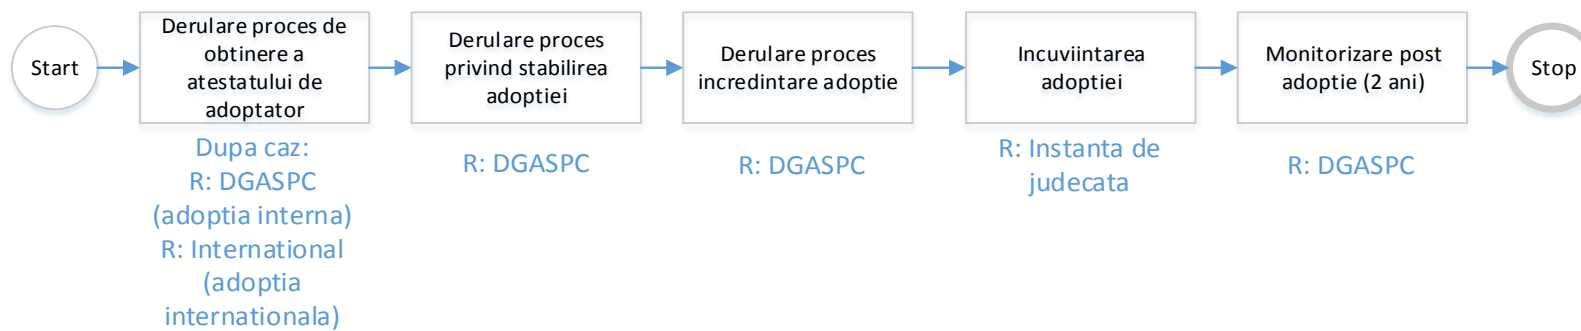 Start
Derulare proces de
obtinere a
atestatului de
adoptator
Derulare proces
privind stabilirea
adoptiei
Derulare proces
incredintare adoptie
Incuviintarea
adoptiei
Monitorizare post
adoptie (2 ani)
Stop
Dupa caz:
R: DGASPC
(adoptia interna)
R: International
(adoptia
internationala)
R: DGASPC
R: DGASPC
R: Instanta de
judecata
R: DGASPC